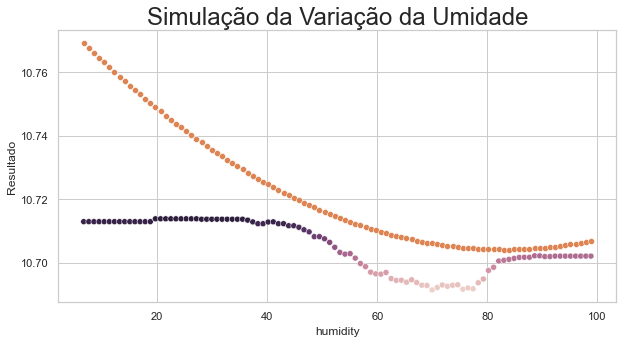 Simulação da Variação da Umidade
10.76
10.74
10.72
10.70
Resultado
20 40 60 80 100
humidity